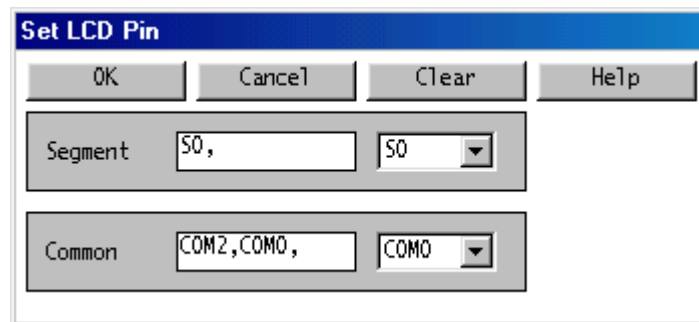 Set LCD Pin
OK Cancel Clear Help
Segment S0, S0
Common COM2,COM0, COM0